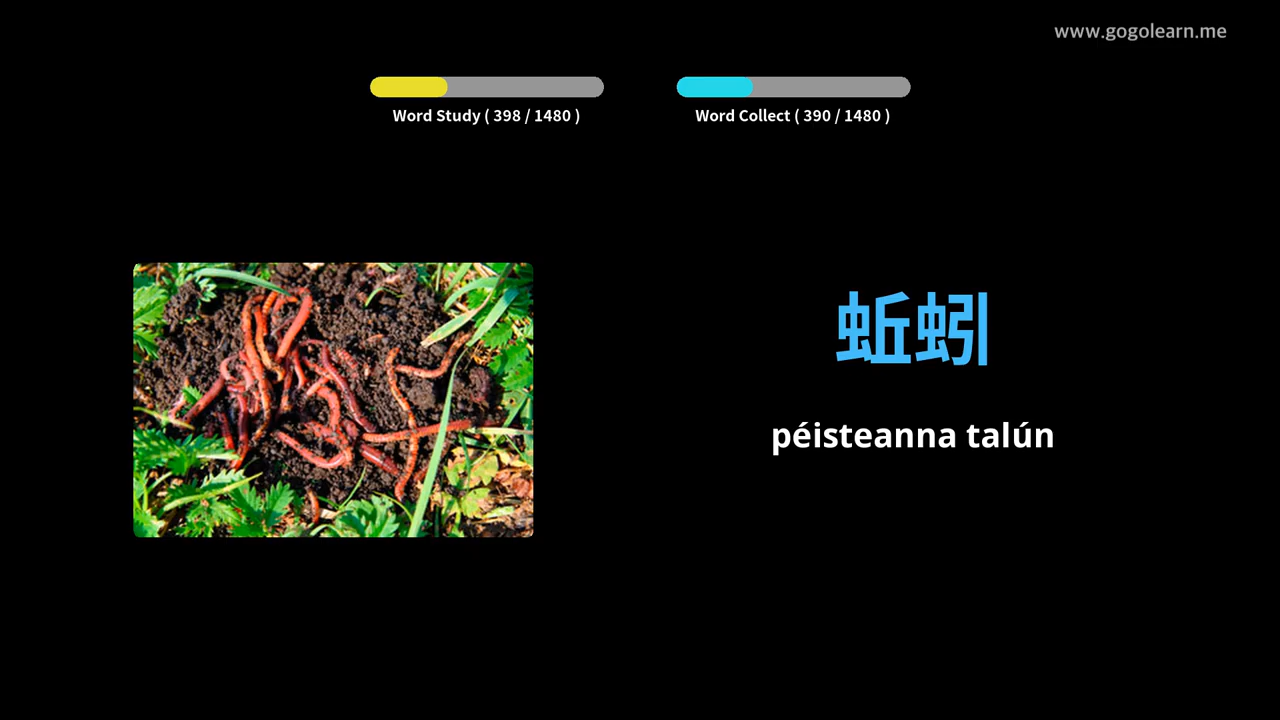 www.gogolearn.me
Word Study ( 398 / 1480 )
Word Collect ( 390 / 1480 )
蚯蚓
péisteanna talún